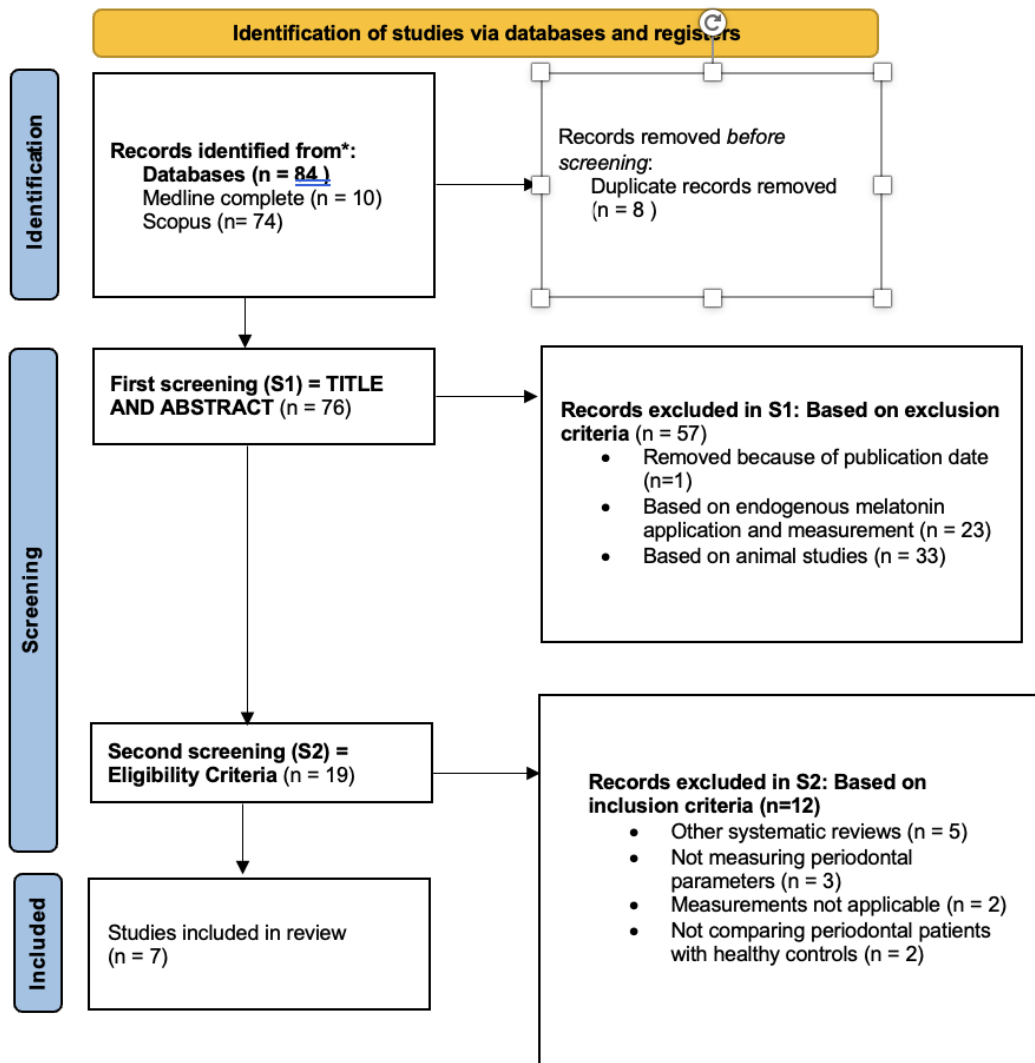 Identification of studies via databases and registers
Identification
Records identified from*:
Databases (n = 84 )
Medline complete (n = 10)
Scopus (n= 74)
Records removed before
screening:
Duplicate records removed
(n = 8 )
Screening
First screening (S1) = TITLE
AND ABSTRACT (n = 76)
Records excluded in S1: Based on exclusion
criteria (n = 57)
• Removed because of publication date
(n=1)
• Based on endogenous melatonin
application and measurement (n = 23)
• Based on animal studies (n = 33)
Second screening (S2) =
Eligibility Criteria (n = 19)
Records excluded in S2: Based on
inclusion criteria (n=12)
• Other systematic reviews (n = 5)
• Not measuring periodontal
parameters (n = 3)
• Measurements not applicable (n = 2)
• Not comparing periodontal patients
with healthy controls (n = 2)
Included
Studies included in review
(n = 7)